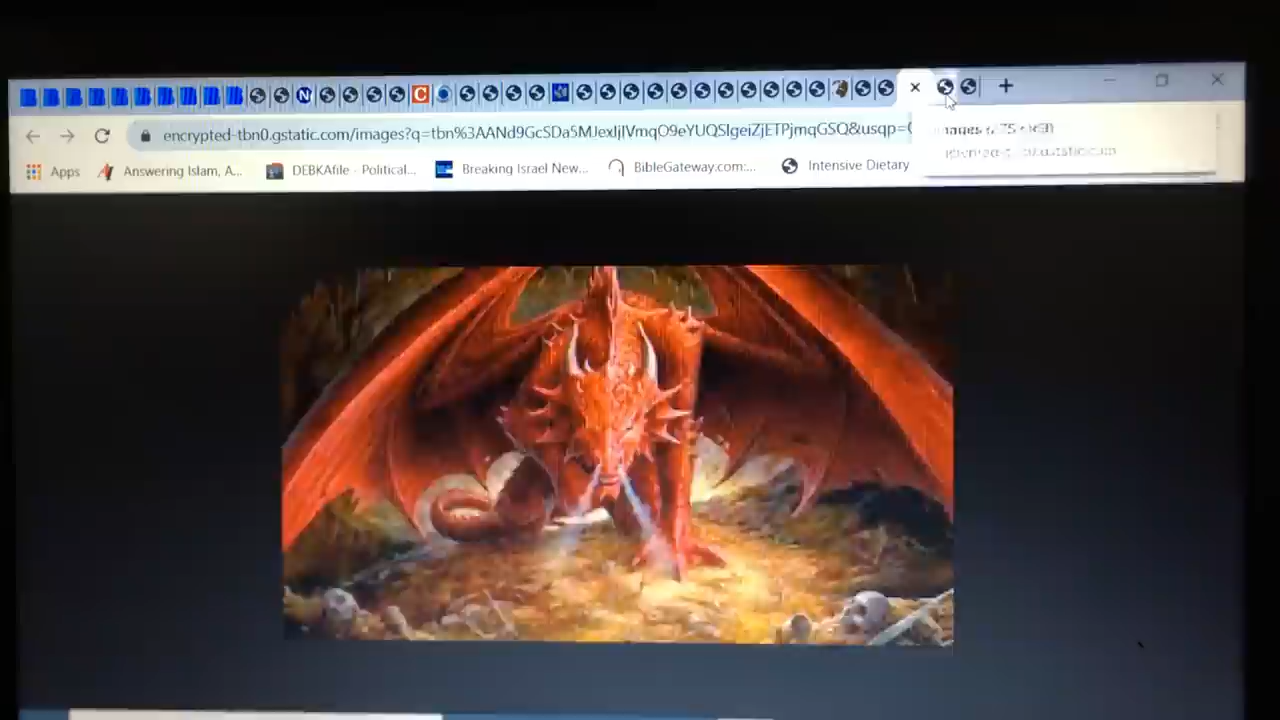 N C
encrypted-tbn0.gstatic.com/images?q=tbn%3AANd9GcSDa5MJexIjIVmqO9eYUQSIgeiZjETPjmqGSQ&usqp=
Apps Answering Islam, A... DEBKAfile - Political... Breaking Israel New... BibleGateway.com:... Intensive Dietary